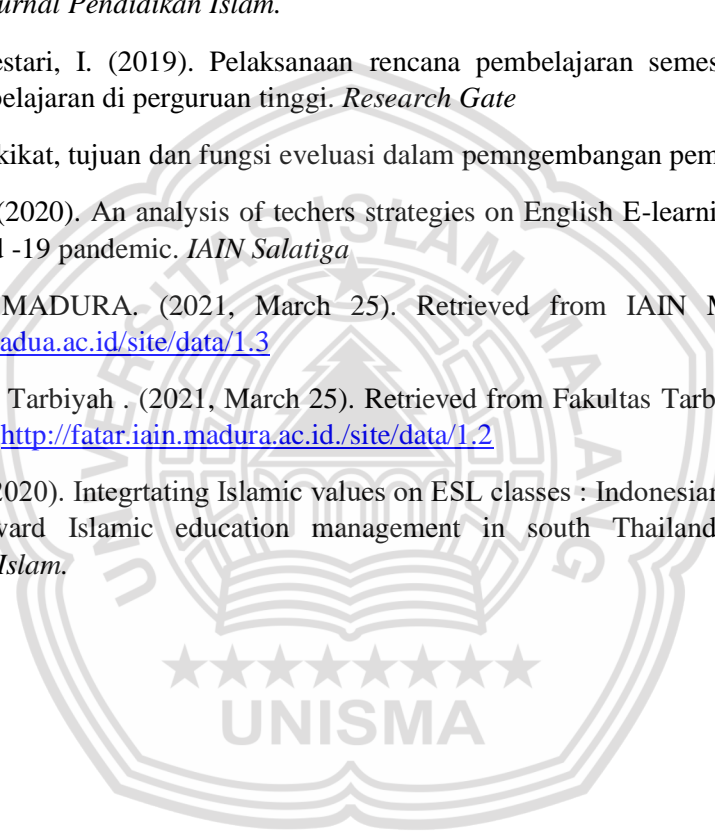 urnal Pendidikan Islam.
estari, I. (2019). Pelaksanaan rencana pembelajaran semes
belajaran di perguruan tinggi. Research Gate
kikat, tujuan dan fungsi eveluasi dalam pemngembangan pem
(2020). An analysis of techers strategies on English E-learni
d -19 pandemic. IAIN Salatiga
MADURA. (2021, March 25). Retrieved from IAIN M
adua.ac.id/site/data/1.3
Tarbiyah . (2021, March 25). Retrieved from Fakultas Tarb
http://fatar.iain.madura.ac.id./site/data/1.2
2020). Integrtating Islamic values on ESL classes : Indonesian
ward Islamic education management in south Thailand
Islam.
UNIVERSITAS ISLAM MALANG
UNISMA